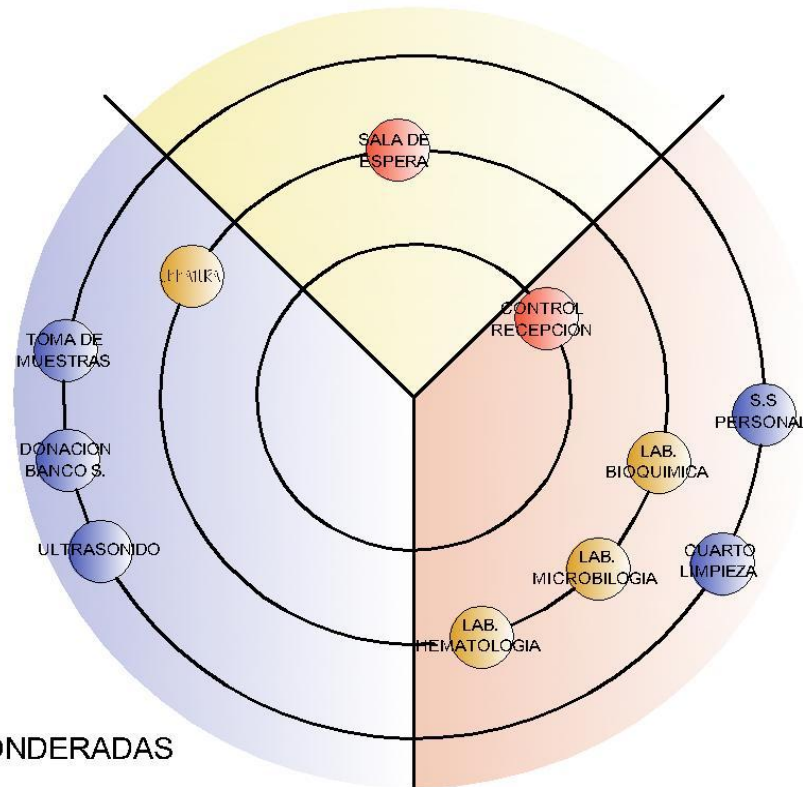 SALA DE
ESPERA
CONTROL
RECEPCION
TOMA DE
MUESTRAS
S.S
PERSONAL
DONACION
BANCO S.
LAB.
BIOQUIMICA
ULTRASONIDO
LAB.
MICROBILOGIA
CUARTO
LIMPIEZA
LAB.
HEMATOLOGIA
ONDERADAS